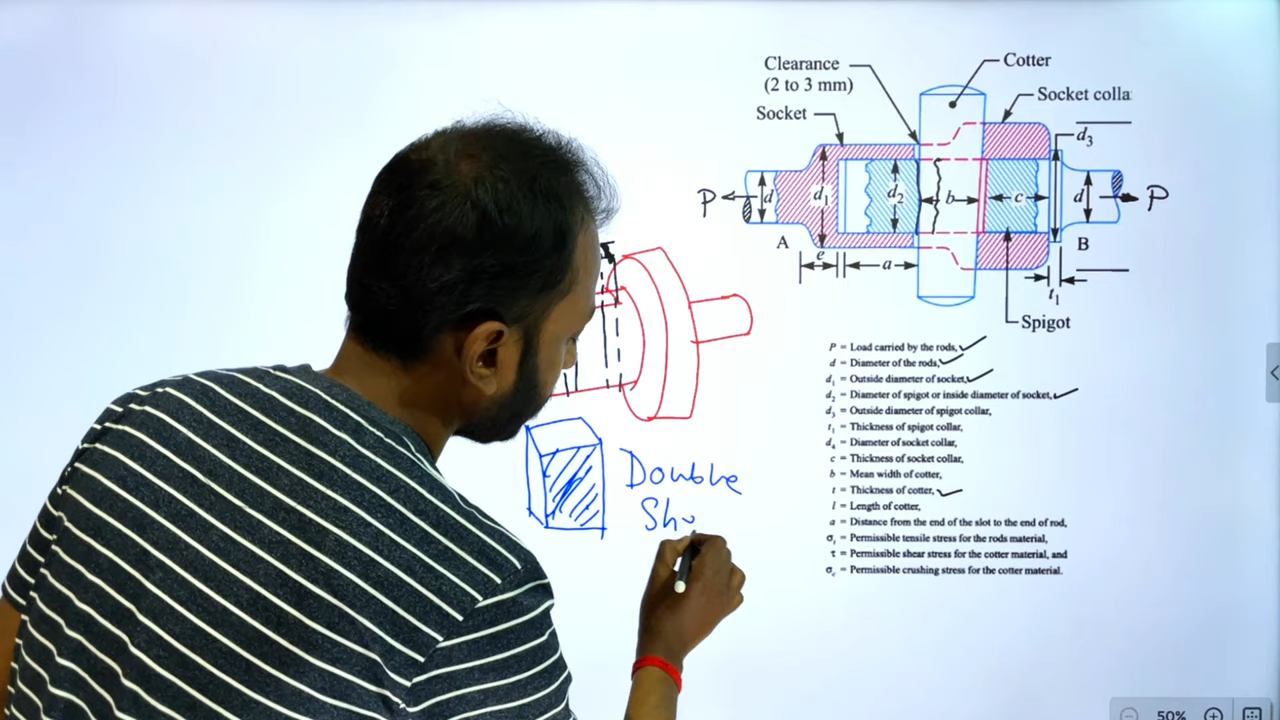 Clearance
(2 to 3 mm)
Cotter
Socket colla
Socket
d3
P
d
d1
d2
b
c
d
P
A
B
e
a
t1
Spigot
P = Load carried by the rods,
d = Diameter of the rods,
d1 = Outside diameter of socket,
d2 = Diameter of spigot or inside diameter of socket,
d3 = Outside diameter of spigot collar,
t1 = Thickness of spigot collar,
d4 = Diameter of socket collar,
c = Thickness of socket collar,
b = Mean width of cotter,
t = Thickness of cotter,
l = Length of cotter,
a = Distance from the end of the slot to the end of rod,
σt = Permissible tensile stress for the rods material,
τ = Permissible shear stress for the cotter material, and
σc = Permissible crushing stress for the cotter material.
Double
She
50%